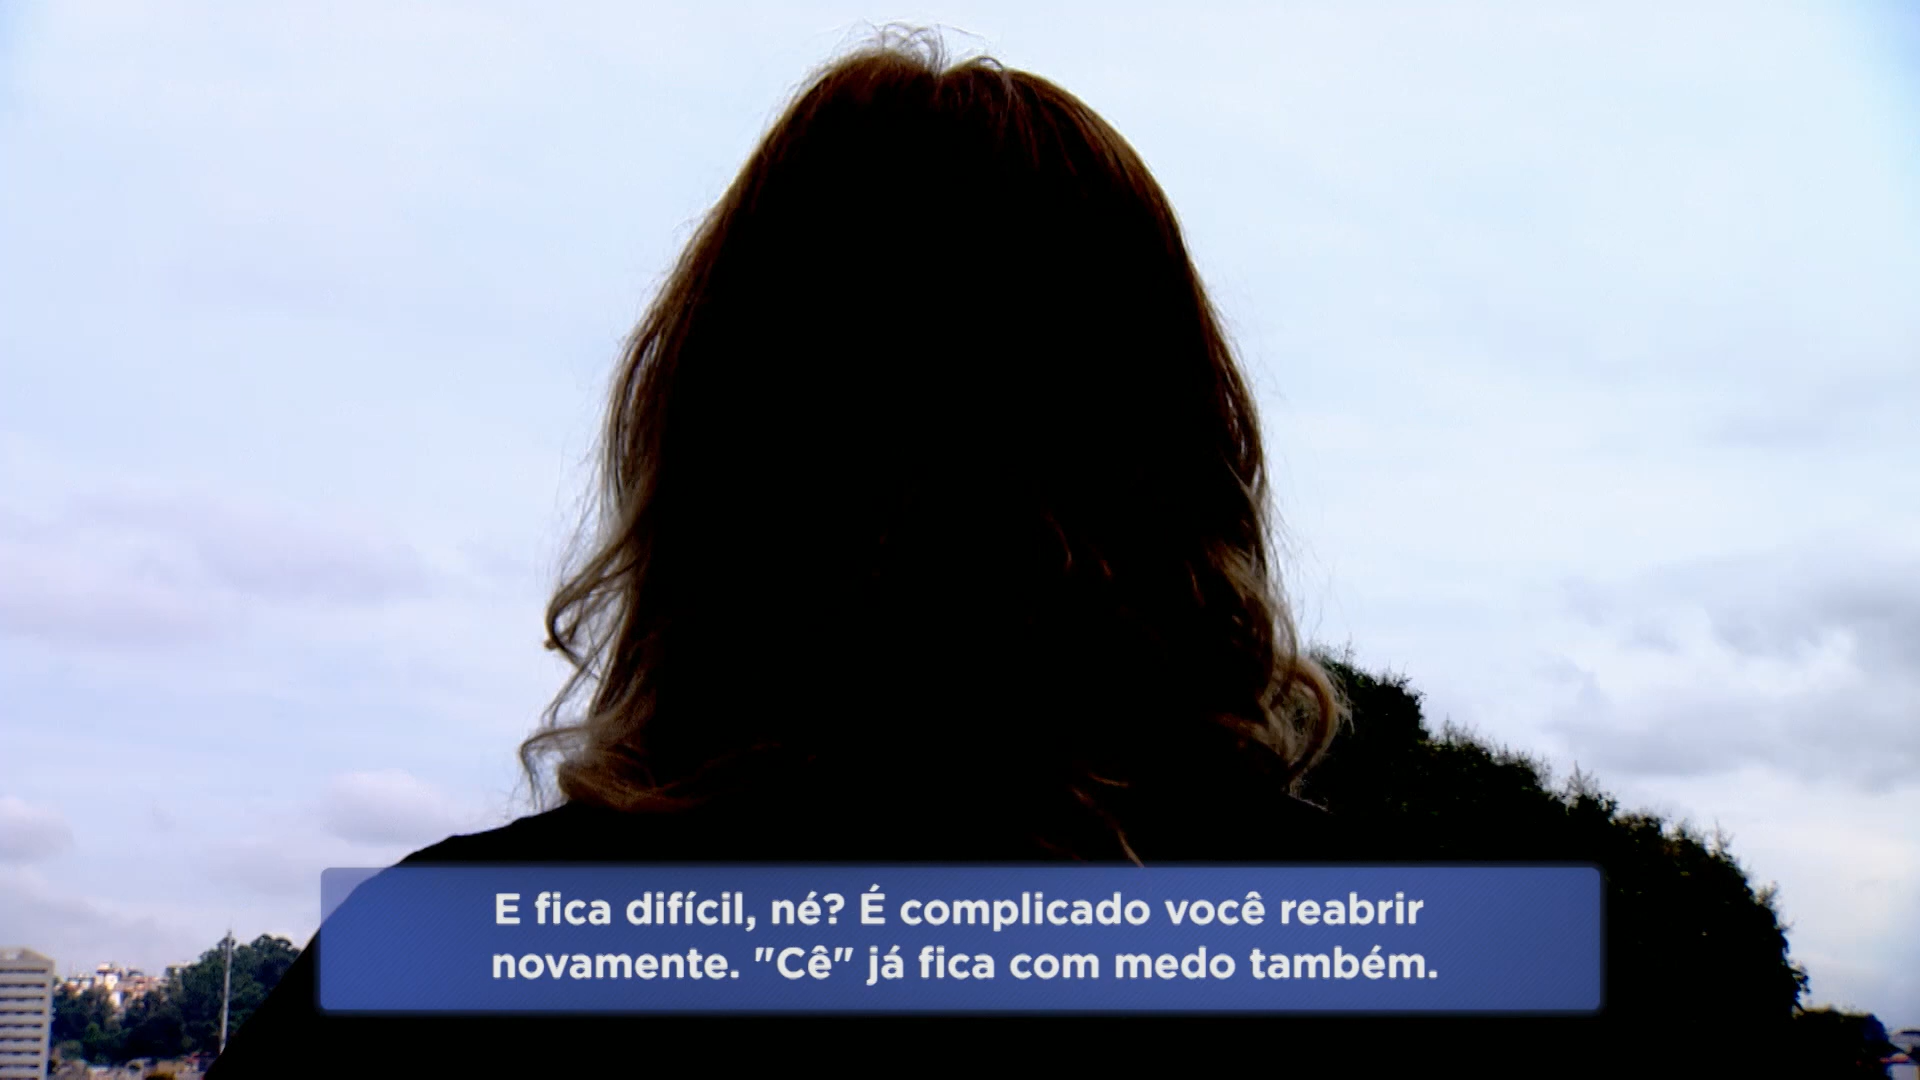 E fica difícil, né? É complicado você reabrir
novamente. "Cê" já fica com medo também.